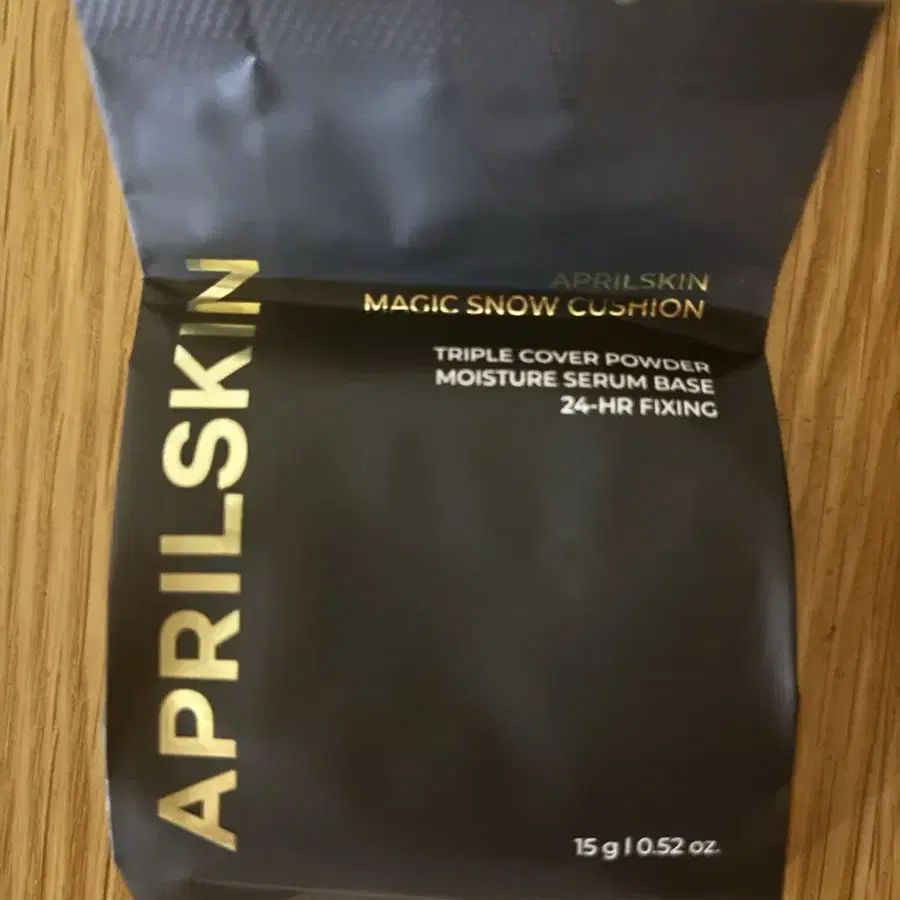 APRILSKIN
APRILSKIN
MAGIC SNOW CUSHION
TRIPLE COVER POWDER
MOISTURE SERUM BASE
24-HR FIXING
15 g l 0.52 oz.